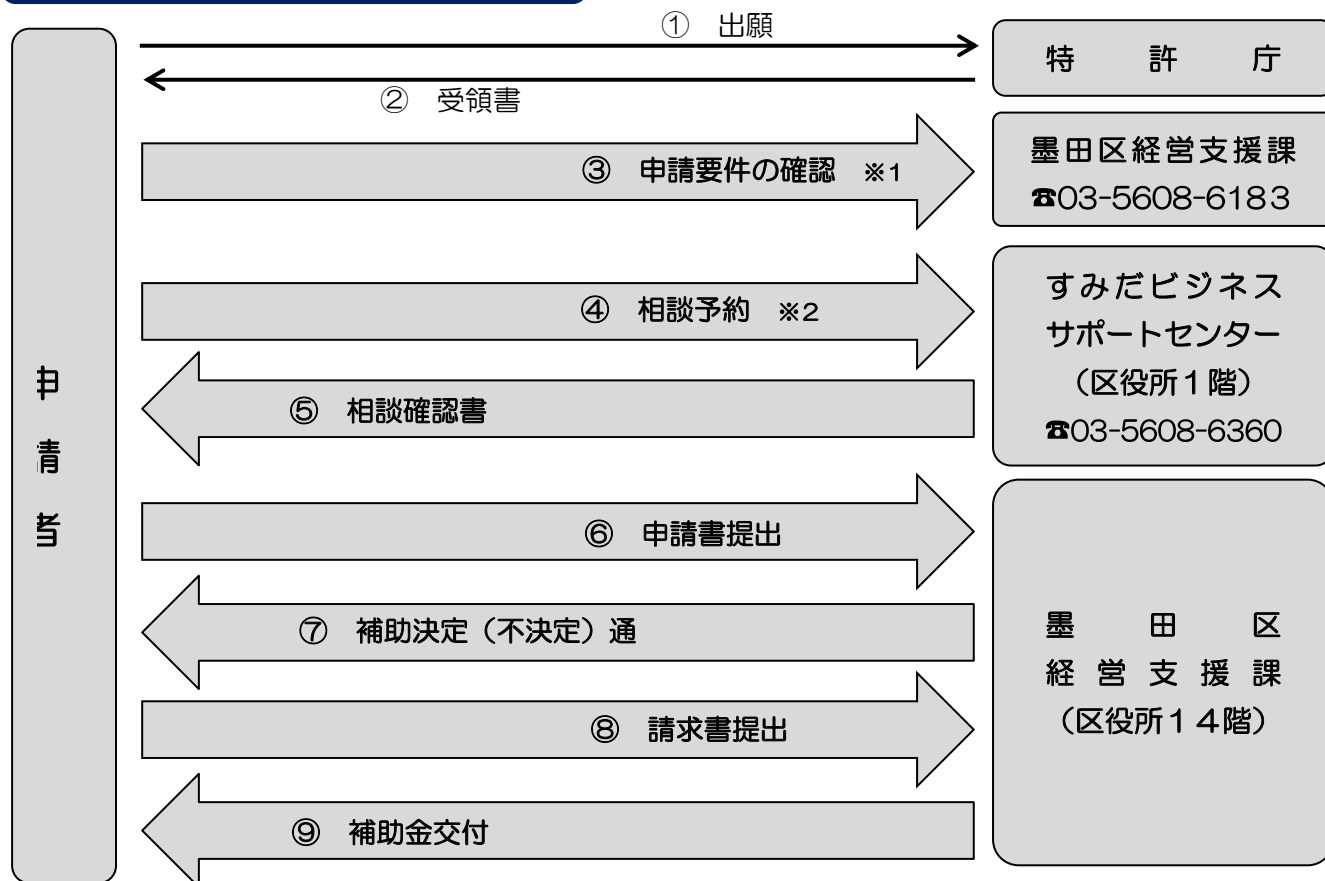 ① 出願
特許庁
② 受領書
③ 申請要件の確認 ※1
墨田区経営支援課
☎03-5608-6183
④ 相談予約 ※2
すみだビジネス
サポートセンター
（区役所１階）
☎03-5608-6360
⑤ 相談確認書
申請者
⑥ 申請書提出
⑦ 補助決定（不決定）通
墨田区
経営支援課
（区役所１４階）
⑧ 請求書提出
⑨ 補助金交付